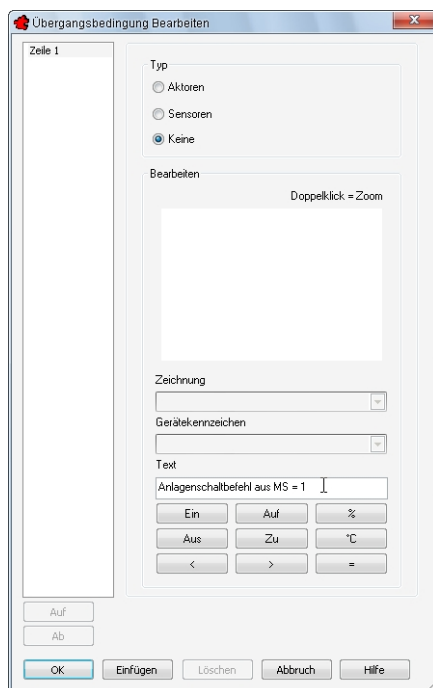 Übergangsbedingung Bearbeiten
Zeile 1
Typ
Aktoren
Sensoren
Keine
Bearbeiten
Doppelklick = Zoom
Zeichnung
Gerätekennzeichen
Text
Anlagenschaltbefehl aus MS = 1
Ein Auf %
Aus Zu °C
< > =
Auf
Ab
OK Einfügen Löschen Abbruch Hilfe